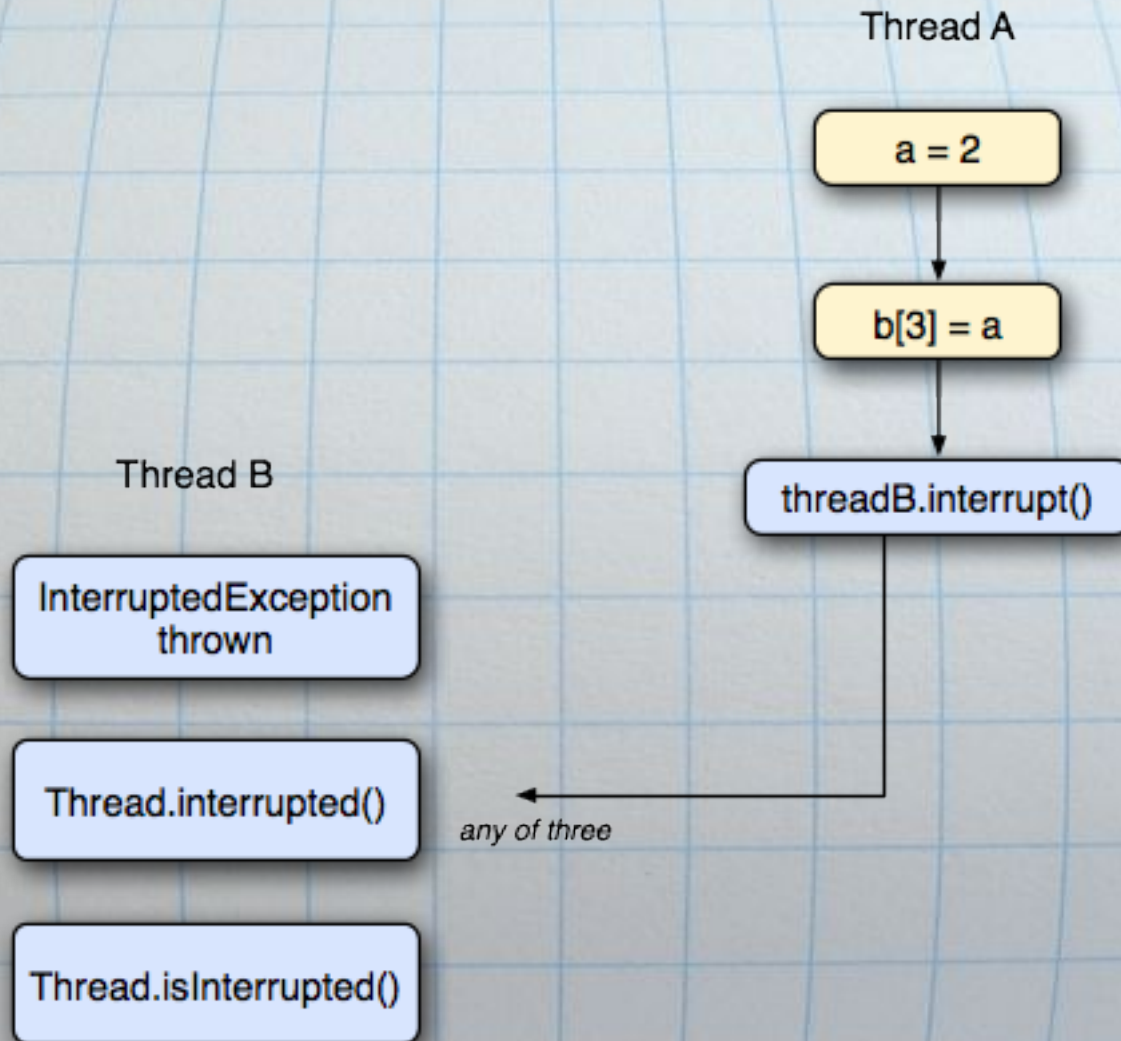 Thread A
a = 2
b[3] = a
threadB.interrupt()
Thread B
InterruptedException
thrown
Thread.interrupted()
any of three
Thread.isInterrupted()